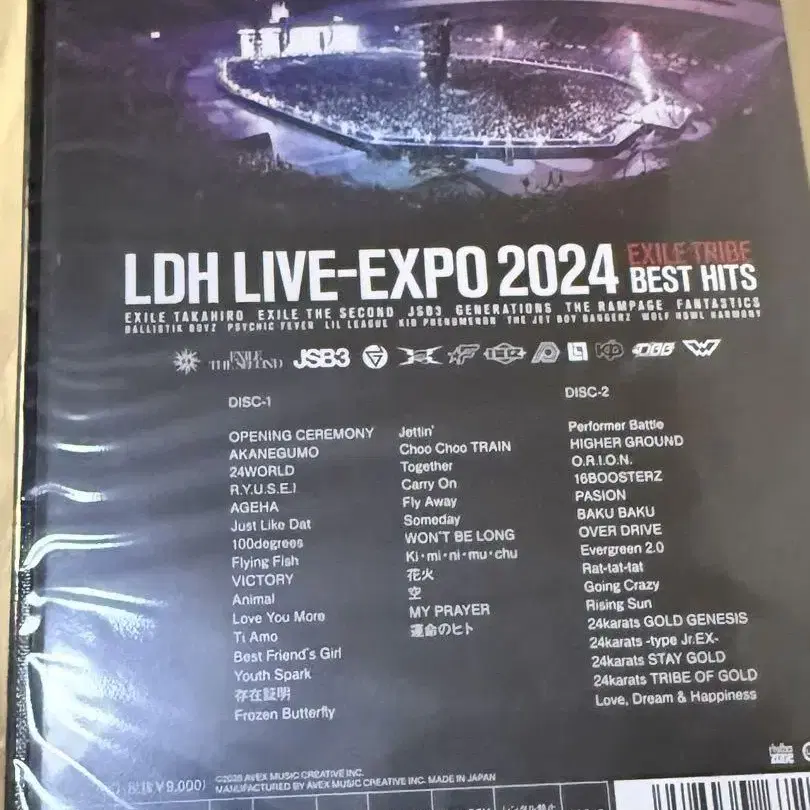 LDH LIVE-EXPO 2024
EXILE TRIBE
BEST HITS
EXILE TAKAHIRO EXILE THE SECOND JSB3 GENERATIONS THE RAMPAGE FANTASTICS
BALLISTIK BOYZ PSYCHIC FEVER LIL LEAGUE KID PHENOMENON THE JET BOY BANGERZ WOLF HOWL HARMONY
EXILE
THE SECOND
JSB3
DISC-1
OPENING CEREMONY
AKANEGUMO
24WORLD
R.Y.U.S.E.I
AGEHA
Just Like Dat
100degrees
Flying Fish
VICTORY
Animal
Love You More
Ti Amo
Best Friend's Girl
Youth Spark
存在証明
Frozen Butterfly
Jettin'
Choo Choo TRAIN
Together
Carry On
Fly Away
Someday
WON'T BE LONG
Ki・mi・ni・mu・chu
花火
空
MY PRAYER
運命のヒト
DISC-2
Performer Battle
HIGHER GROUND
O.R.I.O.N.
16BOOSTERZ
PASION
BAKU BAKU
OVER DRIVE
Evergreen 2.0
Rat-tat-tat
Going Crazy
Rising Sun
24karats GOLD GENESIS
24karats -type Jr.EX-
24karats STAY GOLD
24karats TRIBE OF GOLD
Love, Dream & Happiness
¥9,000)
AVEX MUSIC CREATIVE INC.
MANUFACTURED BY AVEX MUSIC CREATIVE INC. MADE IN JAPAN